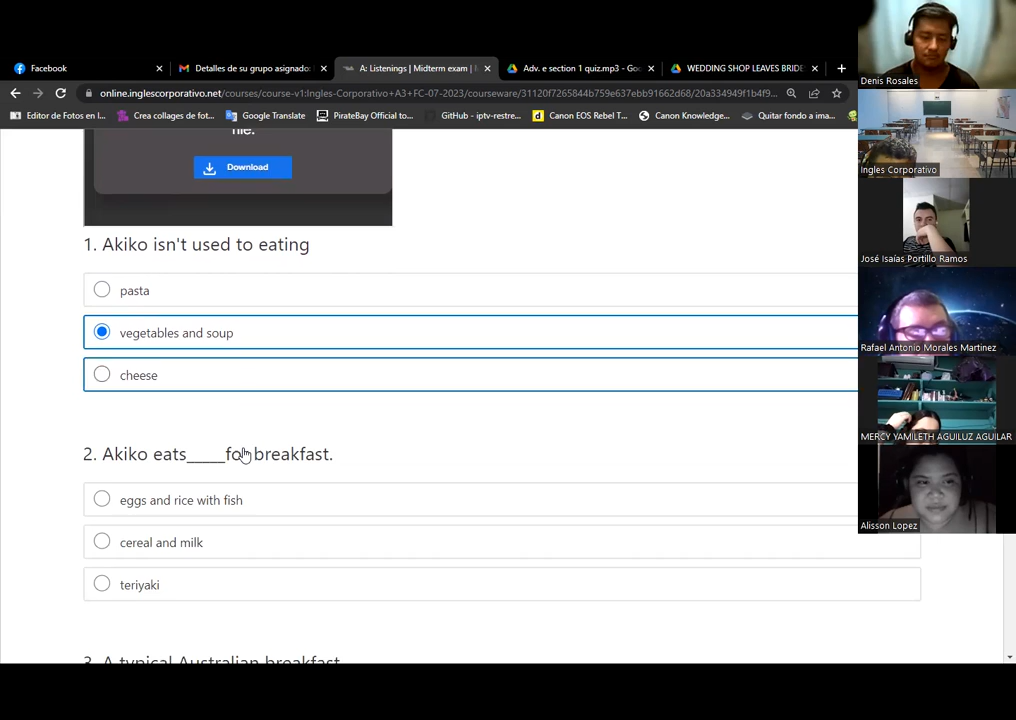 Facebook
Detalles de su grupo asignado:
A: Listenings | Midterm exam |
Adv. e section 1 quiz.mp3 - Goo
WEDDING SHOP LEAVES BRIDE
online.inglescorporativo.net/courses/course-v1:Ingles-Corporativo+A3+FC-07-2023/courseware/31120f7265844b759e637ebb91662d68/20a334949f1b4f9...
Editor de Fotos en l...
Crea collages de fot...
Google Translate
PirateBay Official to...
GitHub - iptv-restre...
Canon EOS Rebel T...
Canon Knowledge...
Quitar fondo a ima...
file.
Download
1. Akiko isn't used to eating
pasta
vegetables and soup
cheese
2. Akiko eats_____for breakfast.
eggs and rice with fish
cereal and milk
teriyaki
3. A typical Australian breakfast
Denis Rosales
Ingles Corporativo
José Isaías Portillo Ramos
Rafael Antonio Morales Martinez
MERCY YAMILETH AGUILUZ AGUILAR
Alisson Lopez